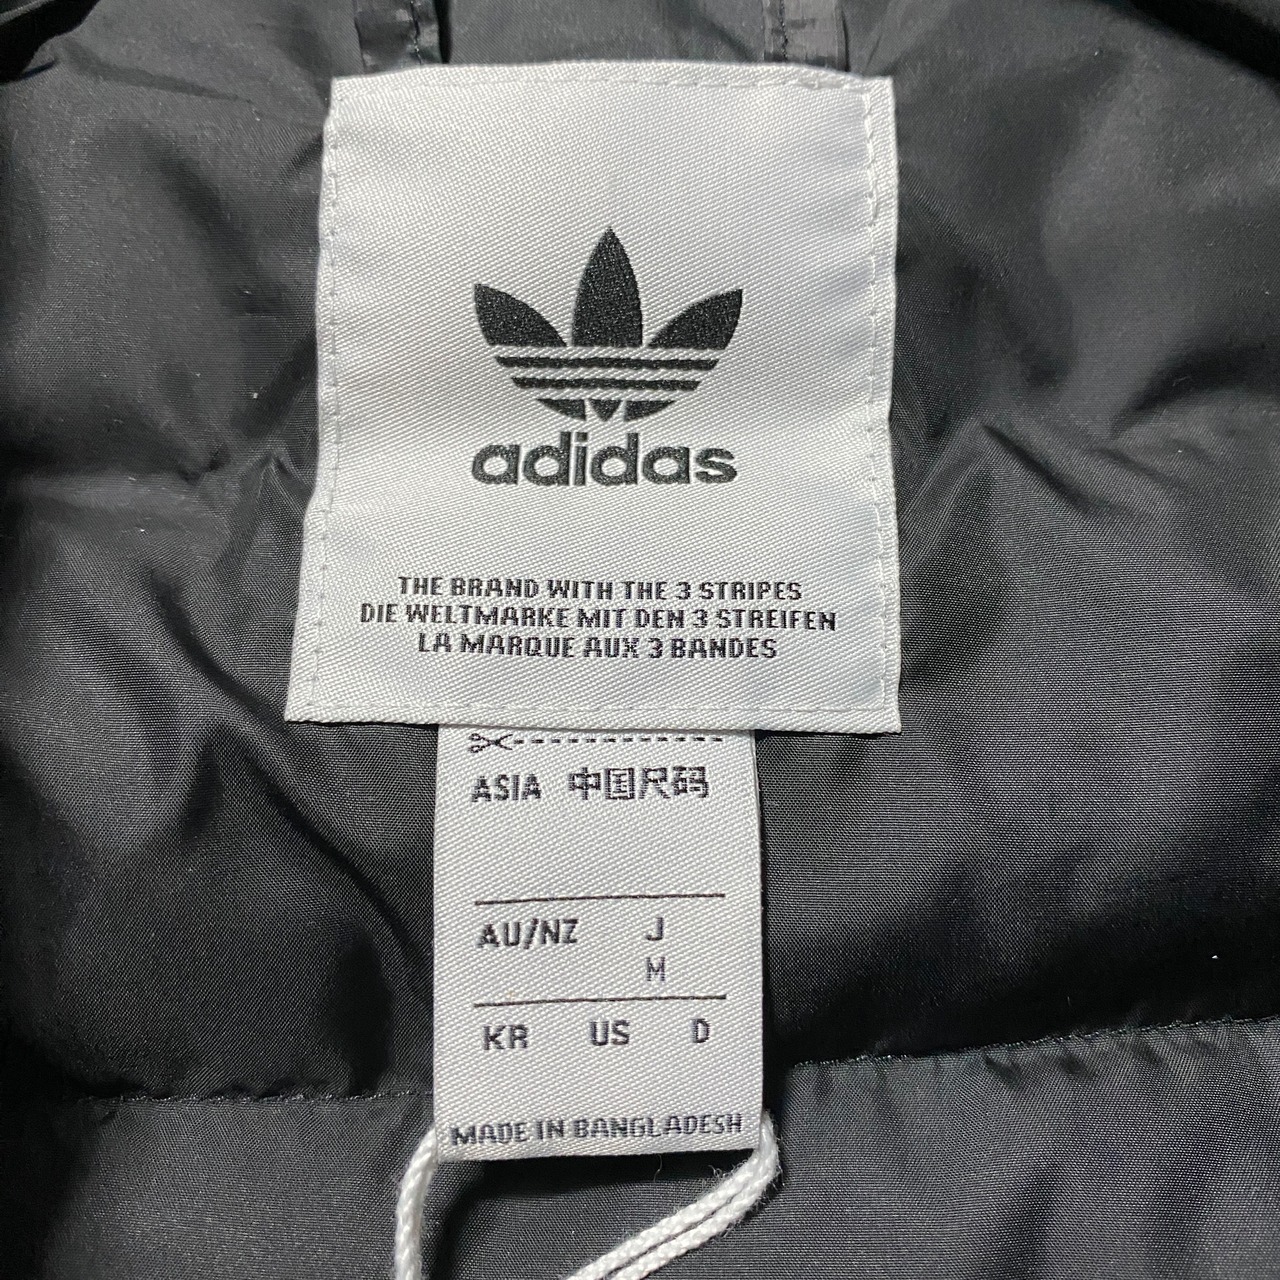 adidas
THE BRAND WITH THE 3 STRIPES
DIE WELTMARKE MIT DEN 3 STREIFEN
LA MARQUE AUX 3 BANDES
ASIA 中国尺码
AU/NZ J
M
KR US D
MADE IN BANGLADESH